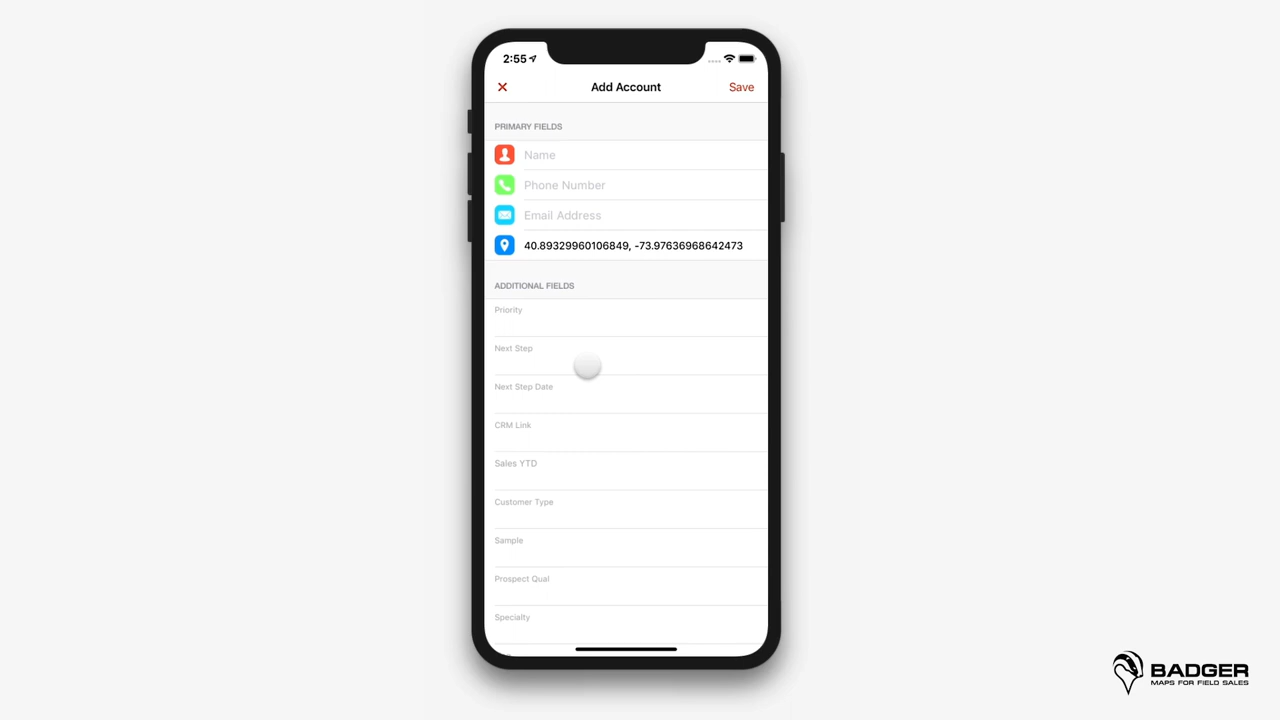 2:55
Add Account
Save
PRIMARY FIELDS
Name
Phone Number
Email Address
40.89329960106849, -73.97636968642473
ADDITIONAL FIELDS
Priority
Next Step
Next Step Date
CRM Link
Sales YTD
Customer Type
Sample
Prospect Qual
Specialty
BADGER
MAPS FOR FIELD SALES